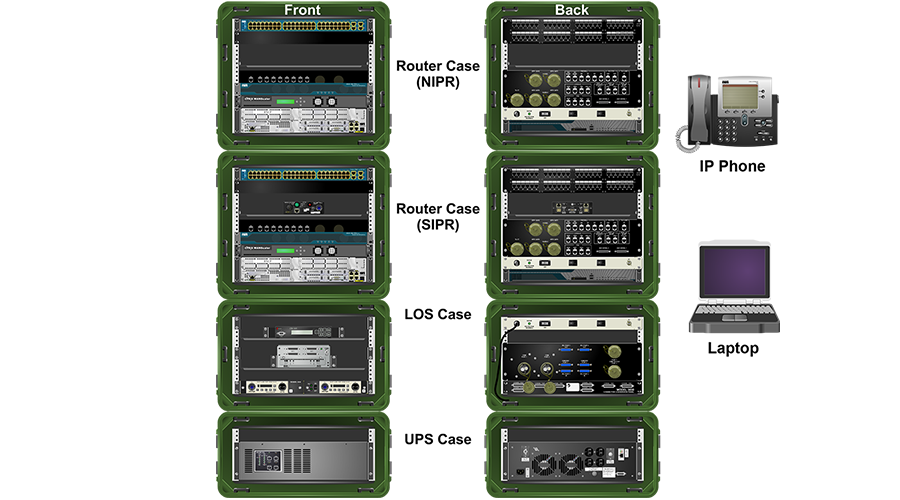 Front
Back
Router Case
(NIPR)
IP Phone
Router Case
(SIPR)
LOS Case
Laptop
UPS Case